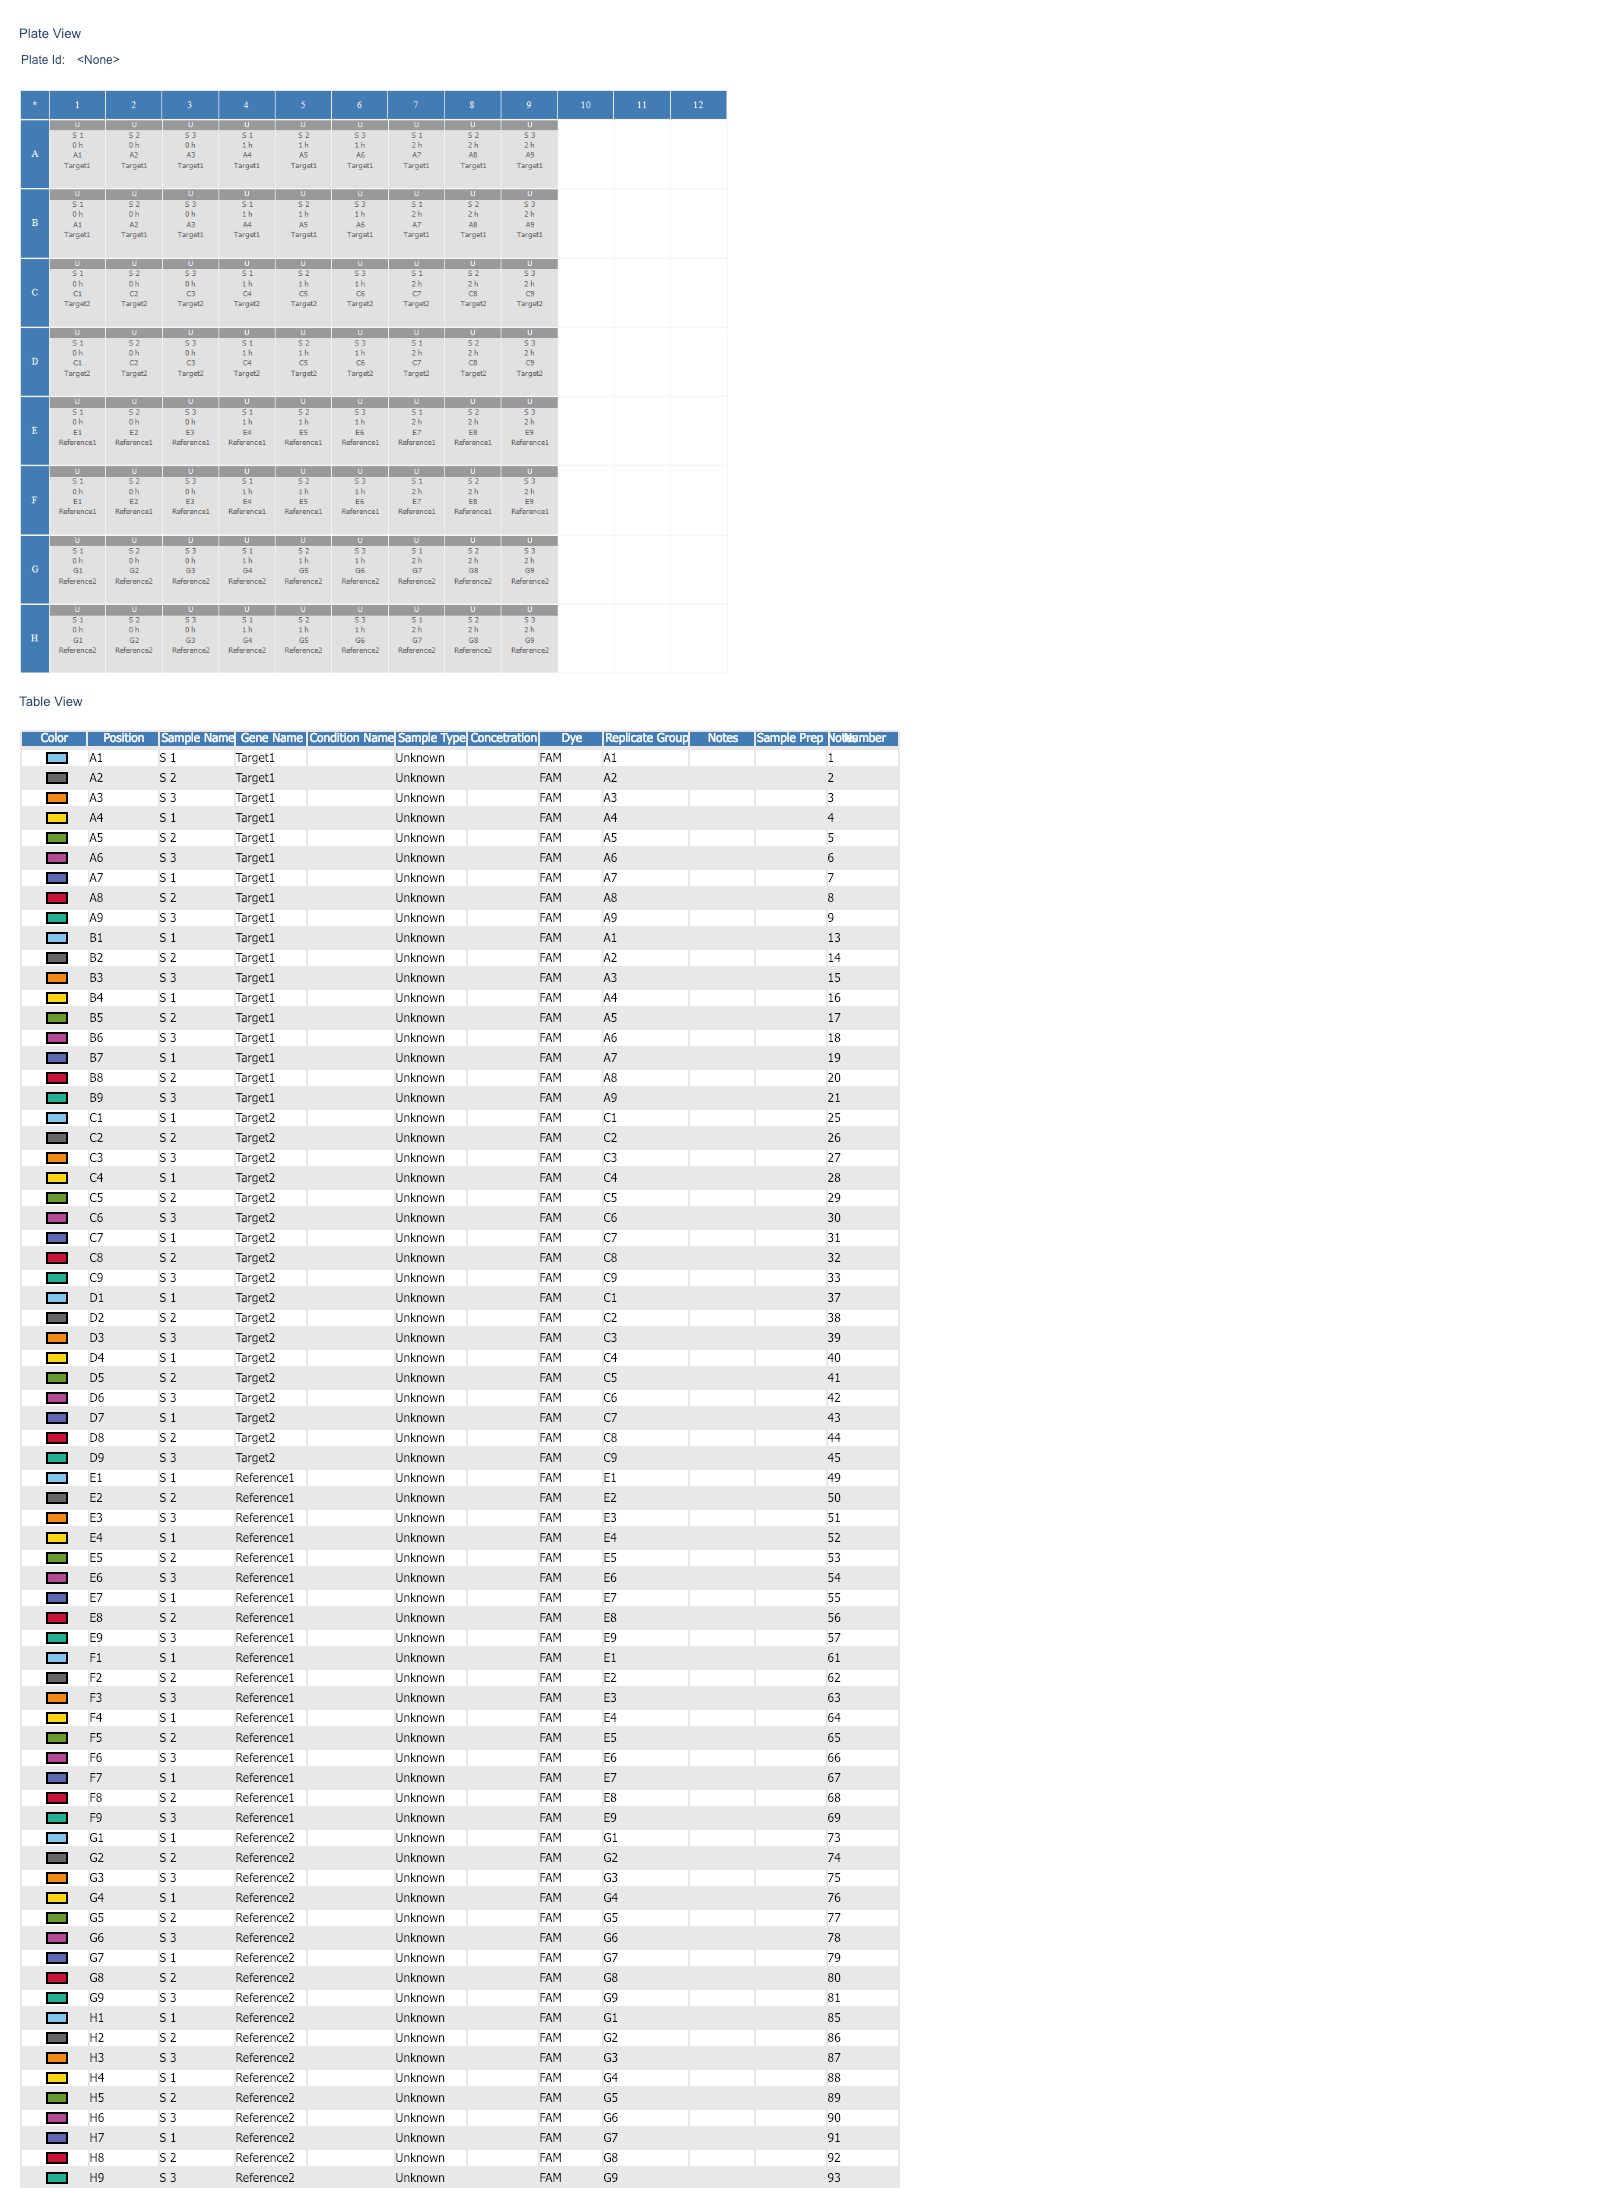 Plate View
Plate Id: <None>
* 1 2 3 4 5 6 7 8 9 10 11 12
U U U U U U U U U
S 1 S 2 S 3 S 1 S 2 S 3 S 1 S 2 S 3
0 h 0 h 0 h 1 h 1 h 1 h 2 h 2 h 2 h
A A1 A2 A3 A4 A5 A6 A7 A8 A9
Target1 Target1 Target1 Target1 Target1 Target1 Target1 Target1 Target1
U U U U U U U U U
S 1 S 2 S 3 S 1 S 2 S 3 S 1 S 2 S 3
0 h 0 h 0 h 1 h 1 h 1 h 2 h 2 h 2 h
B A1 A2 A3 A4 A5 A6 A7 A8 A9
Target1 Target1 Target1 Target1 Target1 Target1 Target1 Target1 Target1
U U U U U U U U U
S 1 S 2 S 3 S 1 S 2 S 3 S 1 S 2 S 3
0 h 0 h 0 h 1 h 1 h 1 h 2 h 2 h 2 h
C C1 C2 C3 C4 C5 C6 C7 C8 C9
Target2 Target2 Target2 Target2 Target2 Target2 Target2 Target2 Target2
U U U U U U U U U
S 1 S 2 S 3 S 1 S 2 S 3 S 1 S 2 S 3
0 h 0 h 0 h 1 h 1 h 1 h 2 h 2 h 2 h
D C1 C2 C3 C4 C5 C6 C7 C8 C9
Target2 Target2 Target2 Target2 Target2 Target2 Target2 Target2 Target2
U U U U U U U U U
S 1 S 2 S 3 S 1 S 2 S 3 S 1 S 2 S 3
0 h 0 h 0 h 1 h 1 h 1 h 2 h 2 h 2 h
E E1 E2 E3 E4 E5 E6 E7 E8 E9
Reference1 Reference1 Reference1 Reference1 Reference1 Reference1 Reference1 Reference1 Reference1
U U U U U U U U U
S 1 S 2 S 3 S 1 S 2 S 3 S 1 S 2 S 3
0 h 0 h 0 h 1 h 1 h 1 h 2 h 2 h 2 h
F E1 E2 E3 E4 E5 E6 E7 E8 E9
Reference1 Reference1 Reference1 Reference1 Reference1 Reference1 Reference1 Reference1 Reference1
U U U U U U U U U
S 1 S 2 S 3 S 1 S 2 S 3 S 1 S 2 S 3
0 h 0 h 0 h 1 h 1 h 1 h 2 h 2 h 2 h
G G1 G2 G3 G4 G5 G6 G7 G8 G9
Reference2 Reference2 Reference2 Reference2 Reference2 Reference2 Reference2 Reference2 Reference2
U U U U U U U U U
S 1 S 2 S 3 S 1 S 2 S 3 S 1 S 2 S 3
0 h 0 h 0 h 1 h 1 h 1 h 2 h 2 h 2 h
H G1 G2 G3 G4 G5 G6 G7 G8 G9
Reference2 Reference2 Reference2 Reference2 Reference2 Reference2 Reference2 Reference2 Reference2
Table View
Color Position Sample Name Gene Name Condition Name Sample Type Concetration Dye Replicate Group Notes Sample Prep Notes Number
A1 S 1 Target1 Unknown FAM A1 1
A2 S 2 Target1 Unknown FAM A2 2
A3 S 3 Target1 Unknown FAM A3 3
A4 S 1 Target1 Unknown FAM A4 4
A5 S 2 Target1 Unknown FAM A5 5
A6 S 3 Target1 Unknown FAM A6 6
A7 S 1 Target1 Unknown FAM A7 7
A8 S 2 Target1 Unknown FAM A8 8
A9 S 3 Target1 Unknown FAM A9 9
B1 S 1 Target1 Unknown FAM A1 13
B2 S 2 Target1 Unknown FAM A2 14
B3 S 3 Target1 Unknown FAM A3 15
B4 S 1 Target1 Unknown FAM A4 16
B5 S 2 Target1 Unknown FAM A5 17
B6 S 3 Target1 Unknown FAM A6 18
B7 S 1 Target1 Unknown FAM A7 19
B8 S 2 Target1 Unknown FAM A8 20
B9 S 3 Target1 Unknown FAM A9 21
C1 S 1 Target2 Unknown FAM C1 25
C2 S 2 Target2 Unknown FAM C2 26
C3 S 3 Target2 Unknown FAM C3 27
C4 S 1 Target2 Unknown FAM C4 28
C5 S 2 Target2 Unknown FAM C5 29
C6 S 3 Target2 Unknown FAM C6 30
C7 S 1 Target2 Unknown FAM C7 31
C8 S 2 Target2 Unknown FAM C8 32
C9 S 3 Target2 Unknown FAM C9 33
D1 S 1 Target2 Unknown FAM C1 37
D2 S 2 Target2 Unknown FAM C2 38
D3 S 3 Target2 Unknown FAM C3 39
D4 S 1 Target2 Unknown FAM C4 40
D5 S 2 Target2 Unknown FAM C5 41
D6 S 3 Target2 Unknown FAM C6 42
D7 S 1 Target2 Unknown FAM C7 43
D8 S 2 Target2 Unknown FAM C8 44
D9 S 3 Target2 Unknown FAM C9 45
E1 S 1 Reference1 Unknown FAM E1 49
E2 S 2 Reference1 Unknown FAM E2 50
E3 S 3 Reference1 Unknown FAM E3 51
E4 S 1 Reference1 Unknown FAM E4 52
E5 S 2 Reference1 Unknown FAM E5 53
E6 S 3 Reference1 Unknown FAM E6 54
E7 S 1 Reference1 Unknown FAM E7 55
E8 S 2 Reference1 Unknown FAM E8 56
E9 S 3 Reference1 Unknown FAM E9 57
F1 S 1 Reference1 Unknown FAM E1 61
F2 S 2 Reference1 Unknown FAM E2 62
F3 S 3 Reference1 Unknown FAM E3 63
F4 S 1 Reference1 Unknown FAM E4 64
F5 S 2 Reference1 Unknown FAM E5 65
F6 S 3 Reference1 Unknown FAM E6 66
F7 S 1 Reference1 Unknown FAM E7 67
F8 S 2 Reference1 Unknown FAM E8 68
F9 S 3 Reference1 Unknown FAM E9 69
G1 S 1 Reference2 Unknown FAM G1 73
G2 S 2 Reference2 Unknown FAM G2 74
G3 S 3 Reference2 Unknown FAM G3 75
G4 S 1 Reference2 Unknown FAM G4 76
G5 S 2 Reference2 Unknown FAM G5 77
G6 S 3 Reference2 Unknown FAM G6 78
G7 S 1 Reference2 Unknown FAM G7 79
G8 S 2 Reference2 Unknown FAM G8 80
G9 S 3 Reference2 Unknown FAM G9 81
H1 S 1 Reference2 Unknown FAM G1 85
H2 S 2 Reference2 Unknown FAM G2 86
H3 S 3 Reference2 Unknown FAM G3 87
H4 S 1 Reference2 Unknown FAM G4 88
H5 S 2 Reference2 Unknown FAM G5 89
H6 S 3 Reference2 Unknown FAM G6 90
H7 S 1 Reference2 Unknown FAM G7 91
H8 S 2 Reference2 Unknown FAM G8 92
H9 S 3 Reference2 Unknown FAM G9 93